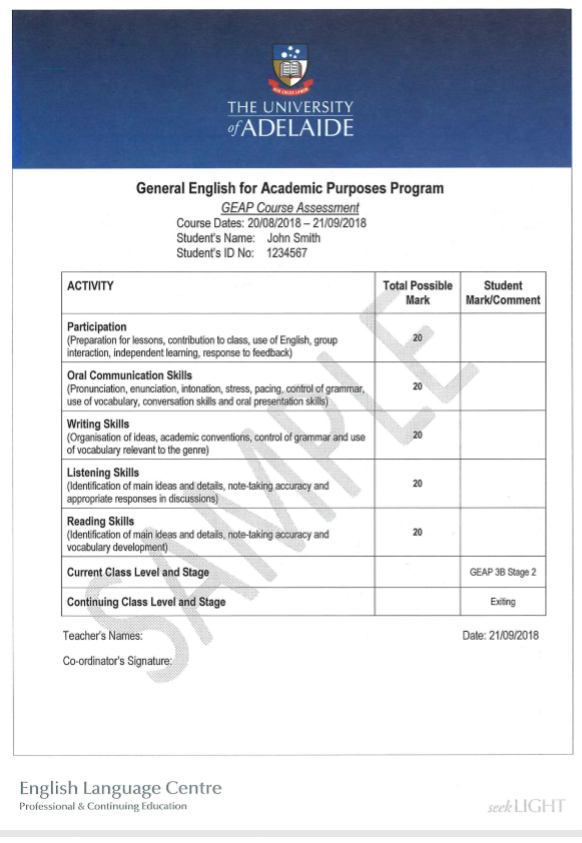 THE UNIVERSITY
of ADELAIDE
General English for Academic Purposes Program
GEAP Course Assessment
Course Dates: 20/08/2018 – 21/09/2018
Student's Name: John Smith
Student's ID No: 1234567
ACTIVITY
Total Possible
Mark
Student
Mark/Comment
Participation
(Preparation for lessons, contribution to class, use of English, group
interaction, independent learning, response to feedback)
20
Oral Communication Skills
(Pronunciation, enunciation, intonation, stress, pacing, control of grammar,
use of vocabulary, conversation skills and oral presentation skills)
20
Writing Skills
(Organisation of ideas, academic conventions, control of grammar and use
of vocabulary relevant to the genre)
20
Listening Skills
(Identification of main ideas and details, note-taking accuracy and
appropriate responses in discussions)
20
Reading Skills
(Identification of main ideas and details, note-taking accuracy and
vocabulary development)
20
Current Class Level and Stage
GEAP 3B Stage 2
Continuing Class Level and Stage
Exiting
SAMPLE
Teacher's Names:
Date: 21/09/2018
Co-ordinator's Signature:
English Language Centre
Professional & Continuing Education
seek LIGHT